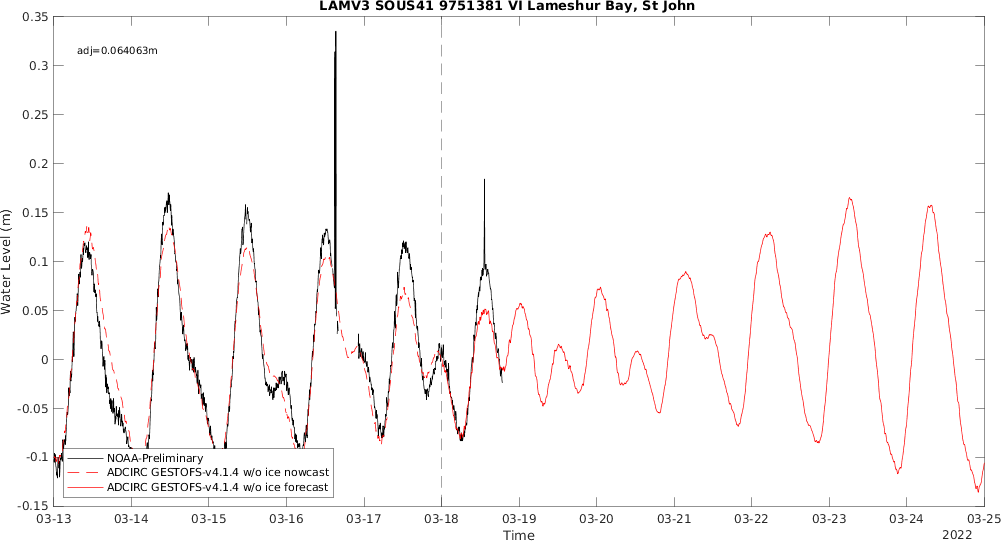 LAMV3 SOUS41 9751381 VI Lameshur Bay, St John
adj=0.064063m
0.35
0.3
0.25
0.2
0.15
0.1
0.05
0
-0.05
-0.1
-0.15
Water Level (m)
NOAA-Preliminary
ADCIRC GESTOFS-v4.1.4 w/o ice nowcast
ADCIRC GESTOFS-v4.1.4 w/o ice forecast
03-13 03-14 03-15 03-16 03-17 03-18 03-19 03-20 03-21 03-22 03-23 03-24 03-25
Time
2022